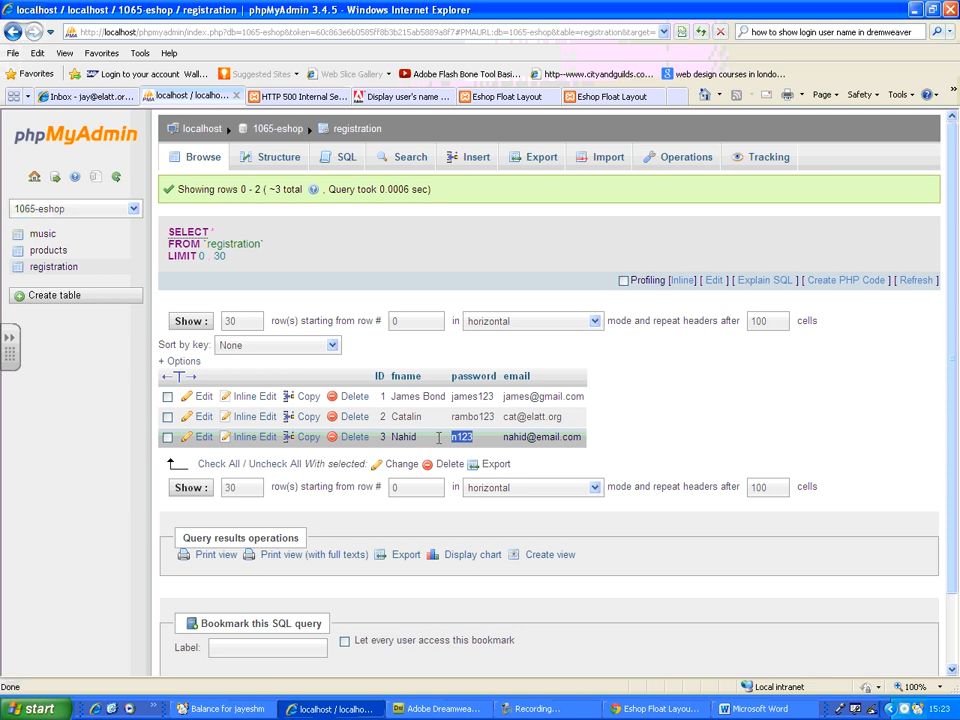 localhost / localhost / 1065-eshop / registration | phpMyAdmin 3.4.5 - Windows Internet Explorer
how to show login user name in dremweaver
File Edit View Favorites Tools Help
Favorites Login to your account Wall... Suggested Sites Web Slice Gallery Adobe Flash Bone Tool Basi... http--www.cityandguilds.co... web design courses in londo...
Inbox - jay@elatt.or... localhost / localho... HTTP 500 Internal Se... Display user's name ... Eshop Float Layout Eshop Float Layout Page Safety Tools
phpMyAdmin
localhost 1065-eshop registration
Browse Structure SQL Search Insert Export Import Operations Tracking
1065-eshop
music
products
registration
Create table
Showing rows 0 - 2 ( ~3 total , Query took 0.0006 sec)
SELECT *
FROM `registration`
LIMIT 0 , 30
Profiling [Inline] [ Edit ] [ Explain SQL ] [ Create PHP Code ] [ Refresh ]
Show : 30 row(s) starting from row # 0 in horizontal mode and repeat headers after 100 cells
Sort by key: None
+ Options
←T→ ID fname password email
Edit Inline Edit Copy Delete 1 James Bond james123 james@gmail.com
Edit Inline Edit Copy Delete 2 Catalin rambo123 cat@elatt.org
Edit Inline Edit Copy Delete 3 Nahid n123 nahid@email.com
Check All / Uncheck All With selected: Change Delete Export
Show : 30 row(s) starting from row # 0 in horizontal mode and repeat headers after 100 cells
Query results operations
Print view Print view (with full texts) Export Display chart Create view
Bookmark this SQL query
Label: Let every user access this bookmark
Done Local intranet 100%
start Balance for jayeshm localhost / localho... Adobe Dreamwea... Recording... Eshop Float Layou... Microsoft Word 15:23